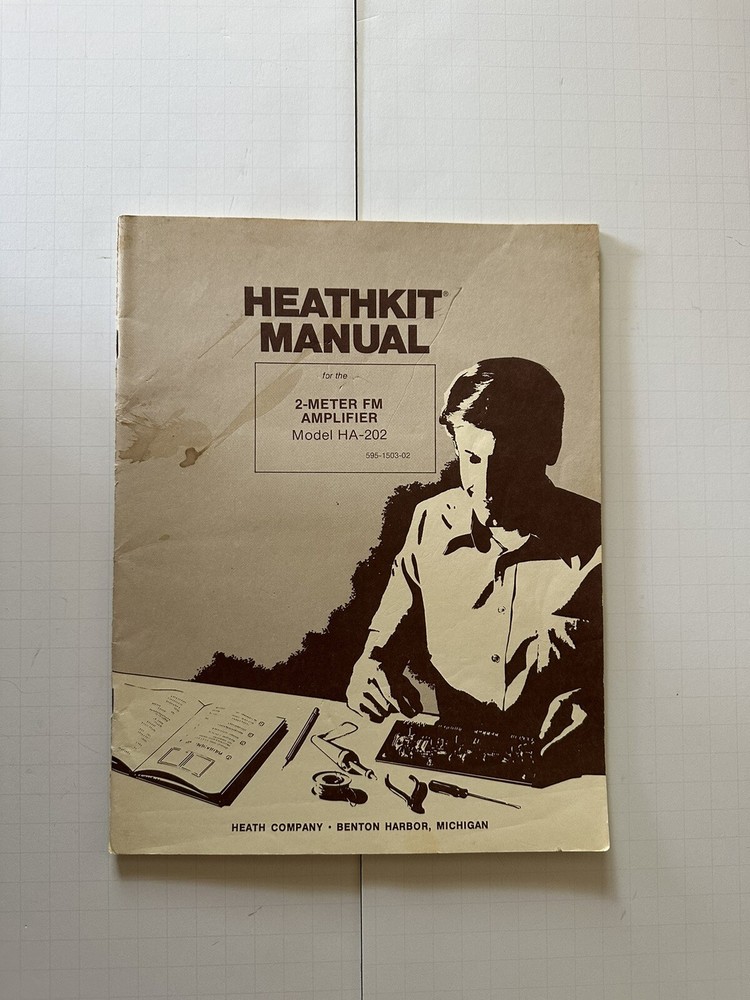 HEATHKIT®
MANUAL
for the
2-METER FM
AMPLIFIER
Model HA-202
595-1503-02
HEATH COMPANY • BENTON HARBOR, MICHIGAN